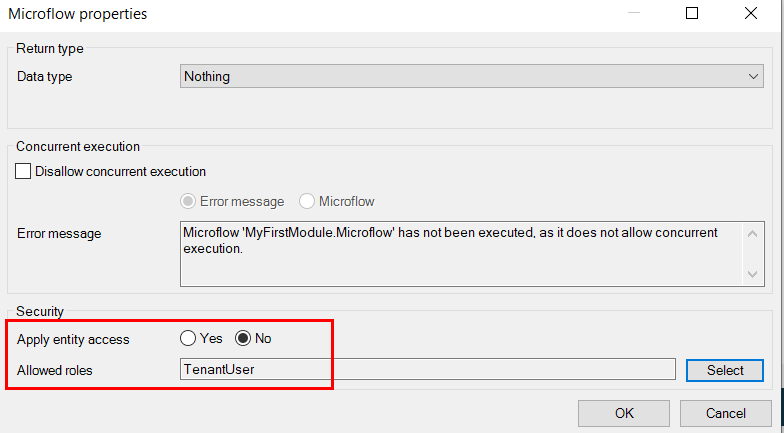 Microflow properties
Return type
Data type
Nothing
Concurrent execution
Disallow concurrent execution
Error message
Microflow
Error message
Microflow 'MyFirstModule.Microflow' has not been executed, as it does not allow concurrent
execution.
Security
Apply entity access
Yes
No
Allowed roles
TenantUser
Select
OK
Cancel